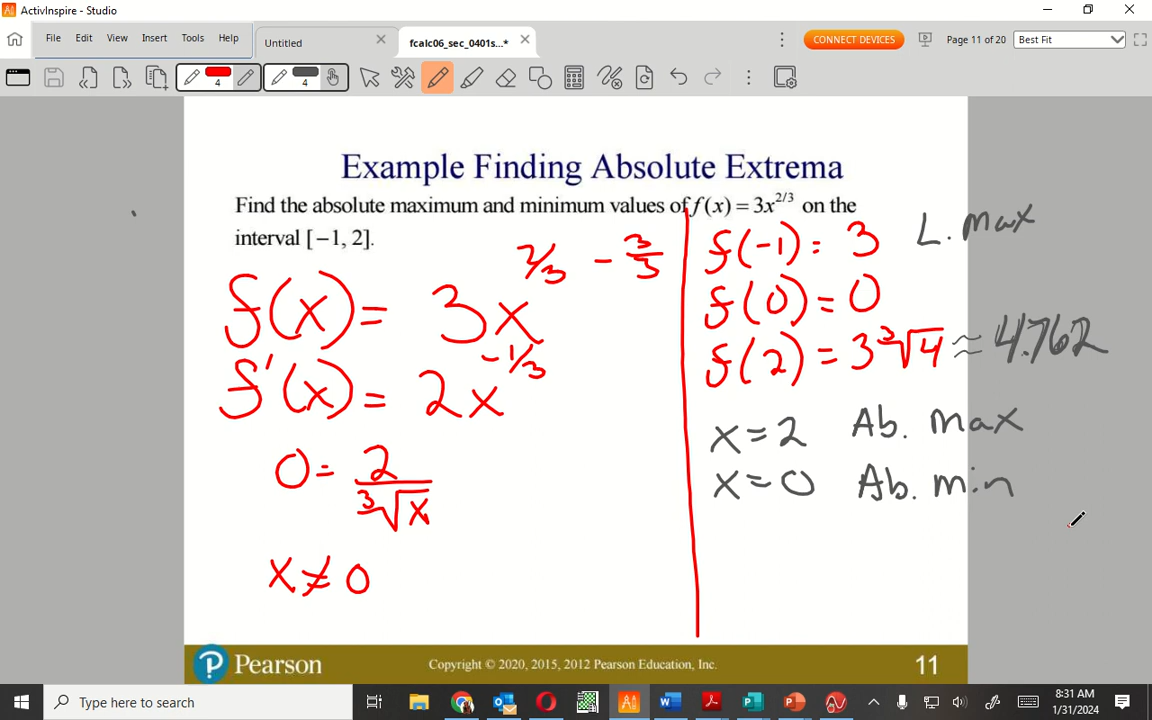 ActivInspire - Studio
File Edit View Insert Tools Help
Untitled
fcalc06_sec_0401s...*
CONNECT DEVICES
Page 11 of 20
Best Fit
4
4
Example Finding Absolute Extrema
Find the absolute maximum and minimum values of f(x) = 3x^{2/3} on the
interval [−1, 2].
f(x) = 3x^{2/3 - 3/3}
f'(x) = 2x^{-1/3}
0 = 2/∛x
x ≠ 0
f(-1) = 3 L. max
f(0) = 0
f(2) = 3∛4 ≈ 4.762
x = 2 Ab. max
x = 0 Ab. min
Pearson
Copyright © 2020, 2015, 2012 Pearson Education, Inc.
11
Type here to search
8:31 AM
1/31/2024